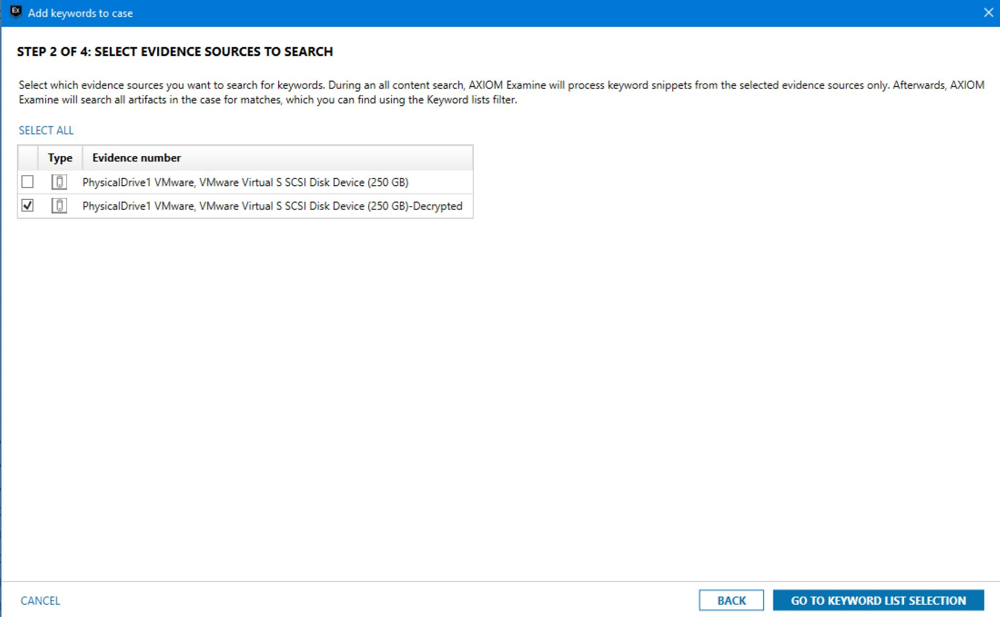 Ex Add keywords to case
STEP 2 OF 4: SELECT EVIDENCE SOURCES TO SEARCH
Select which evidence sources you want to search for keywords. During an all content search, AXIOM Examine will process keyword snippets from the selected evidence sources only. Afterwards, AXIOM
Examine will search all artifacts in the case for matches, which you can find using the Keyword lists filter.
SELECT ALL
Type Evidence number
PhysicalDrive1 VMware, VMware Virtual S SCSI Disk Device (250 GB)
PhysicalDrive1 VMware, VMware Virtual S SCSI Disk Device (250 GB)-Decrypted
CANCEL BACK GO TO KEYWORD LIST SELECTION